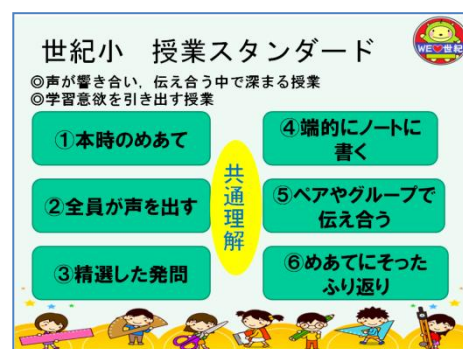 世紀小　授業スタンダード
WE♥世紀
◎声が響き合い，伝え合う中で深まる授業
◎学習意欲を引き出す授業
①本時のめあて
②全員が声を出す
③精選した発問
共通理解
④端的にノートに
書く
⑤ペアやグループで
伝え合う
⑥めあてにそった
ふり返り